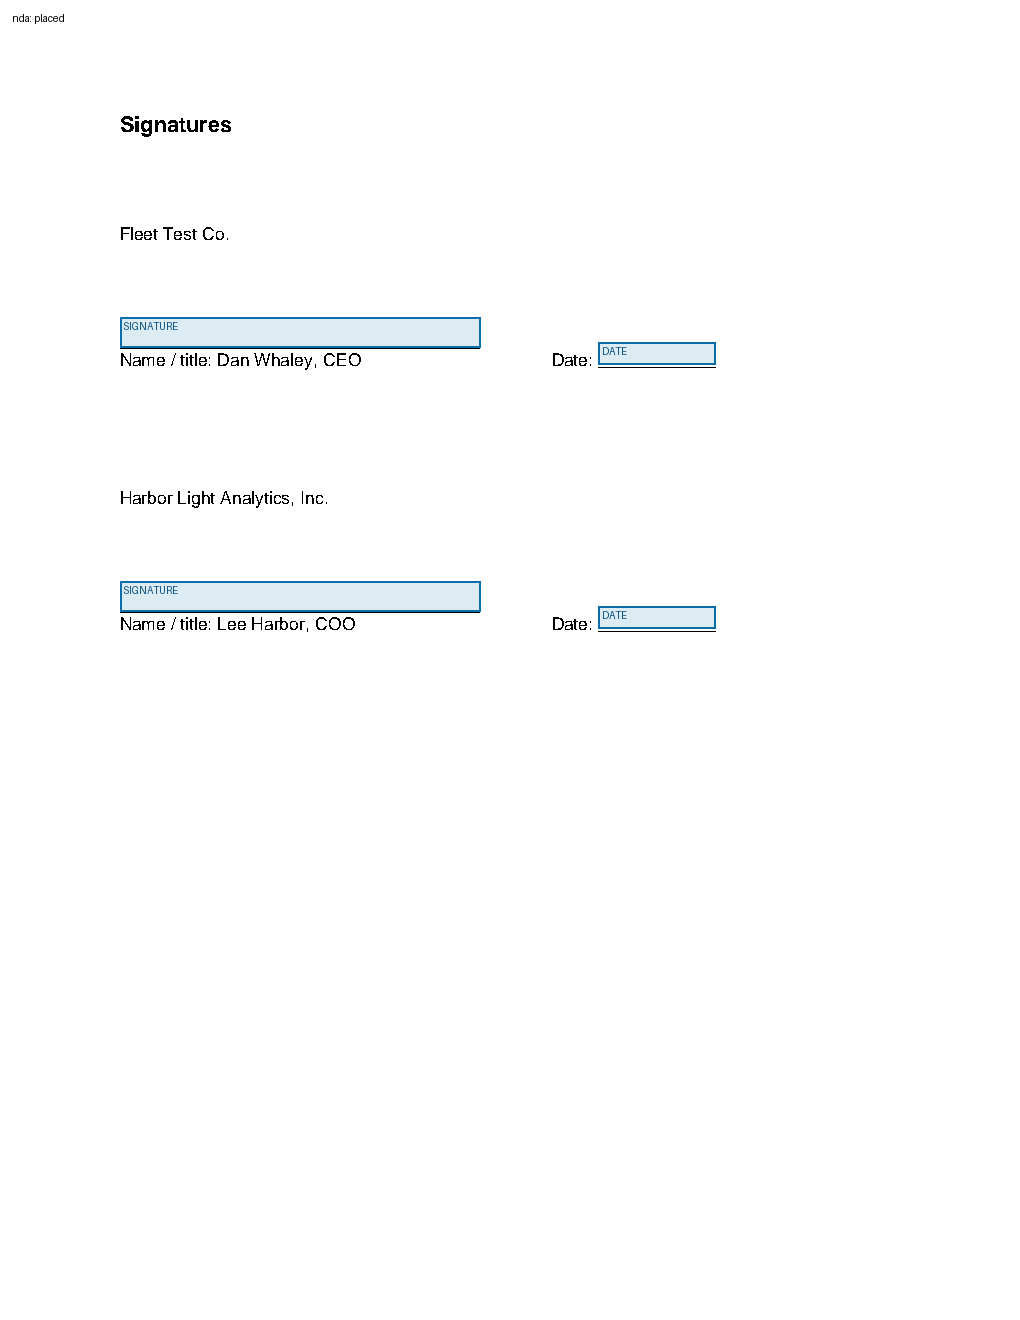 nda: placed
Signatures
Fleet Test Co.
SIGNATURE
Name / title: Dan Whaley, CEO
Date: DATE
Harbor Light Analytics, Inc.
SIGNATURE
Name / title: Lee Harbor, COO
Date: DATE